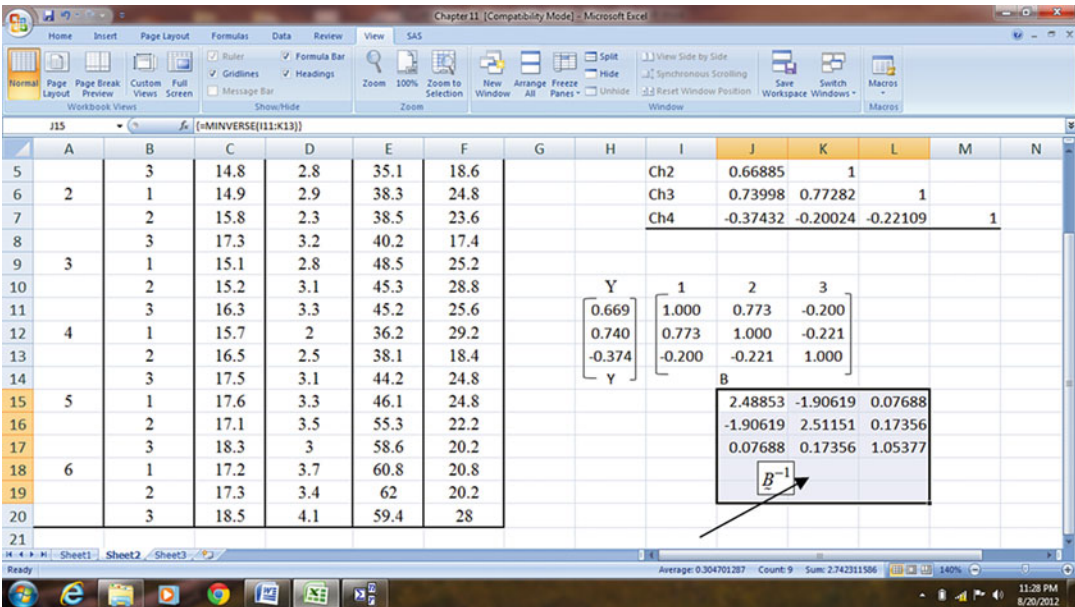 Chapter 11 [Compatibility Mode] - Microsoft Excel
Home Insert Page Layout Formulas Data Review View SAS
Normal Page Layout Page Break Preview Custom Views Full Screen
Workbook Views
Ruler Formula Bar
Gridlines Headings
Message Bar
Show/Hide
Zoom 100% Zoom to Selection
Zoom
New Window Arrange All Freeze Panes
Split
Hide
Unhide
View Side by Side
Synchronous Scrolling
Reset Window Position
Save Workspace Switch Windows
Window
Macros
Macros
J15 fx {=MINVERSE(I11:K13)}
A B C D E F G H I J K L M N
5 3 14.8 2.8 35.1 18.6 Ch2 0.66885 1
6 2 1 14.9 2.9 38.3 24.8 Ch3 0.73998 0.77282 1
7 2 15.8 2.3 38.5 23.6 Ch4 -0.37432 -0.20024 -0.22109 1
8 3 17.3 3.2 40.2 17.4
9 3 1 15.1 2.8 48.5 25.2
10 2 15.2 3.1 45.3 28.8 Y 1 2 3
11 3 16.3 3.3 45.2 25.6 0.669 1.000 0.773 -0.200
12 4 1 15.7 2 36.2 29.2 0.740 0.773 1.000 -0.221
13 2 16.5 2.5 38.1 18.4 -0.374 -0.200 -0.221 1.000
14 3 17.5 3.1 44.2 24.8 Y B
15 5 1 17.6 3.3 46.1 24.8 2.48853 -1.90619 0.07688
16 2 17.1 3.5 55.3 22.2 -1.90619 2.51151 0.17356
17 3 18.3 3 58.6 20.2 0.07688 0.17356 1.05377
18 6 1 17.2 3.7 60.8 20.8 B⁻¹
19 2 17.3 3.4 62 20.2
20 3 18.5 4.1 59.4 28
21
Sheet1 Sheet2 Sheet3
Ready Average: 0.304701287 Count: 9 Sum: 2.742311586 140%
11:28 PM
8/20/2012